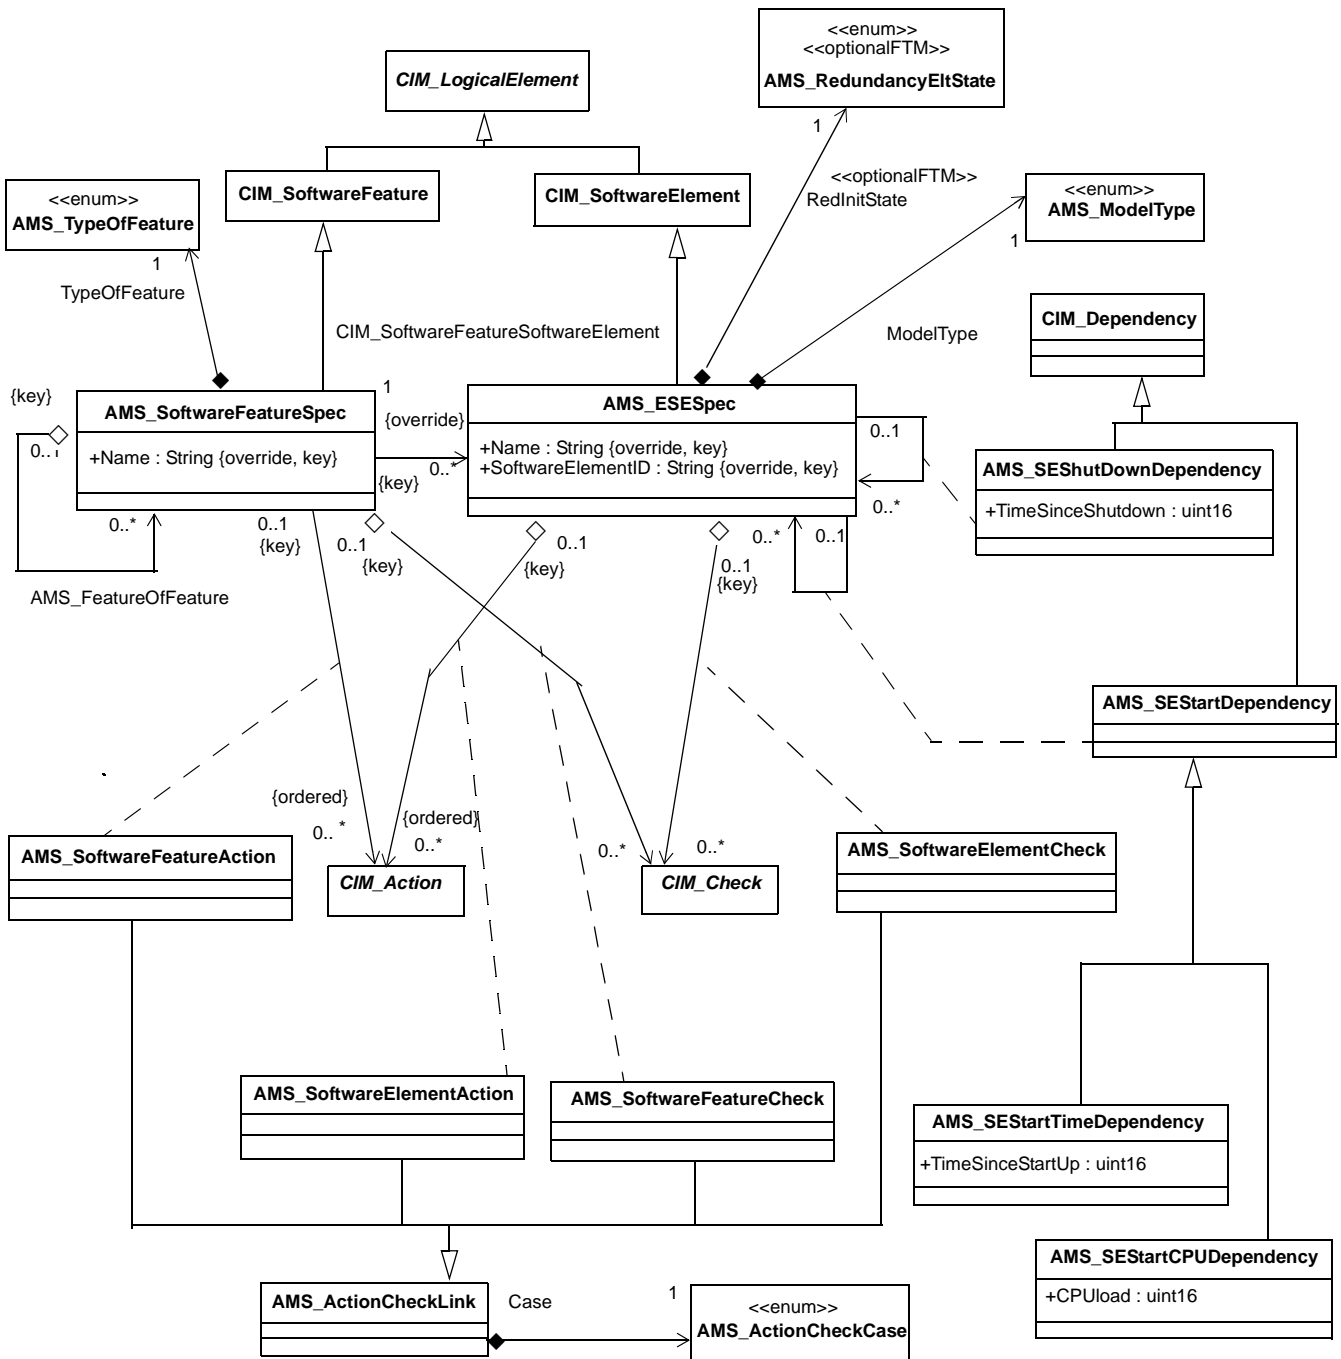 <<enum>>
<<optionalFTM>>
AMS_RedundancyEltState
CIM_LogicalElement
1
<<optionalFTM>>
RedInitState
CIM_SoftwareFeature
CIM_SoftwareElement
<<enum>>
AMS_TypeOfFeature
<<enum>>
AMS_ModelType
1
1
TypeOfFeature
CIM_SoftwareFeatureSoftwareElement
ModelType
CIM_Dependency
{key}
0..1
AMS_SoftwareFeatureSpec
+Name : String {override, key}
1
{override}
{key}
0..*
AMS_ESESpec
+Name : String {override, key}
+SoftwareElementID : String {override, key}
0..1
0..*
AMS_SEShutDownDependency
+TimeSinceShutdown : uint16
0..*
0..1
{key}
0..1
{key}
0..1
{key}
0..1
{key}
0..*
0..1
AMS_FeatureOfFeature
AMS_SEStartDependency
{ordered}
0.. *
{ordered}
0..*
0..*
0..*
AMS_SoftwareFeatureAction
CIM_Action
CIM_Check
AMS_SoftwareElementCheck
AMS_SoftwareElementAction
AMS_SoftwareFeatureCheck
AMS_SEStartTimeDependency
+TimeSinceStartUp : uint16
AMS_SEStartCPUDependency
+CPUload : uint16
AMS_ActionCheckLink
Case
1
<<enum>>
AMS_ActionCheckCase